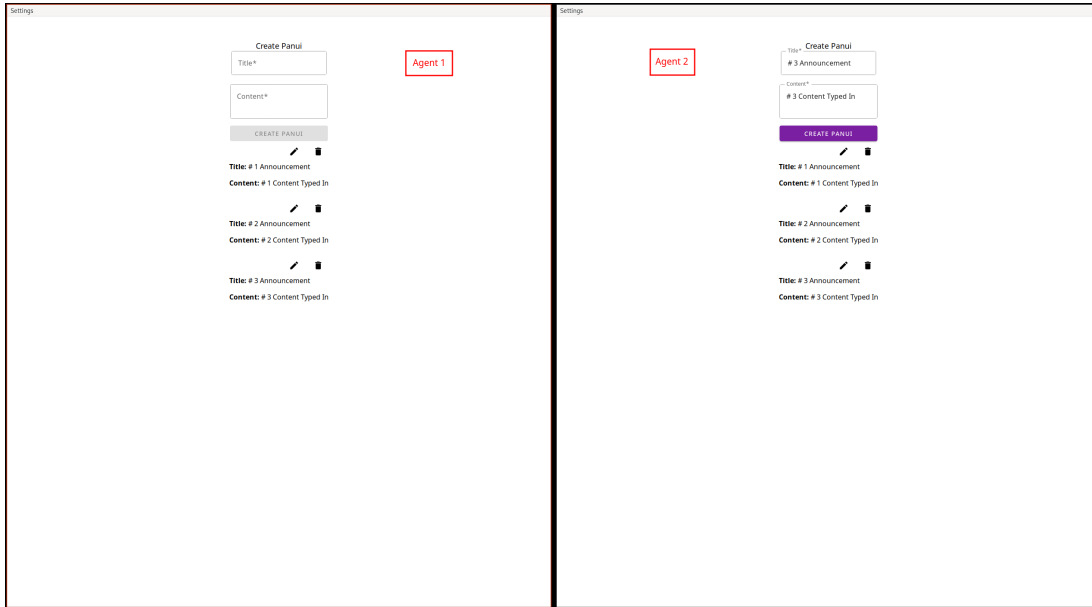 Settings
Create Panui
Title*
Agent 1
Content*
CREATE PANUI
Title: # 1 Announcement
Content: # 1 Content Typed In
Title: # 2 Announcement
Content: # 2 Content Typed In
Title: # 3 Announcement
Content: # 3 Content Typed In
Settings
Create Panui
Agent 2
Title*
# 3 Announcement
Content*
# 3 Content Typed In
CREATE PANUI
Title: # 1 Announcement
Content: # 1 Content Typed In
Title: # 2 Announcement
Content: # 2 Content Typed In
Title: # 3 Announcement
Content: # 3 Content Typed In